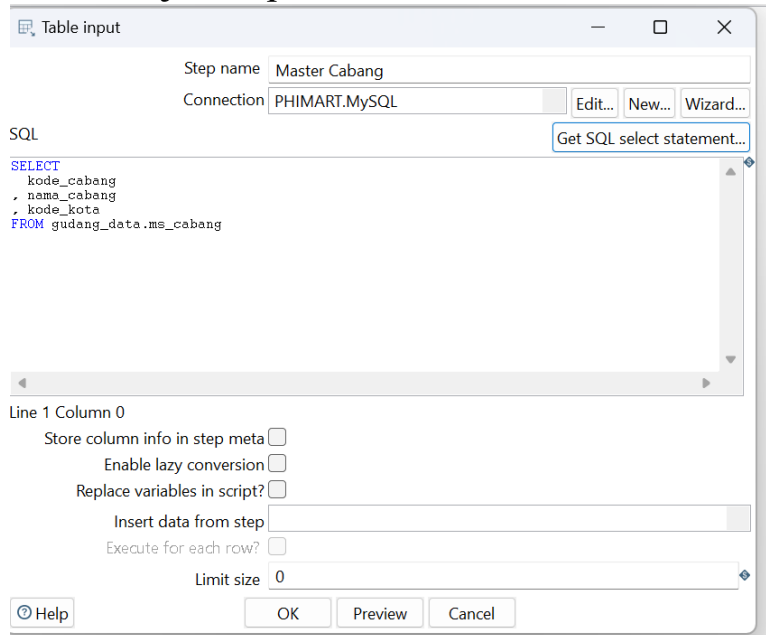 Table input
Step name Master Cabang
Connection PHIMART.MySQL Edit... New... Wizard...
SQL Get SQL select statement...
SELECT
kode_cabang
, nama_cabang
, kode_kota
FROM gudang_data.ms_cabang
Line 1 Column 0
Store column info in step meta
Enable lazy conversion
Replace variables in script?
Insert data from step
Execute for each row?
Limit size 0
Help OK Preview Cancel